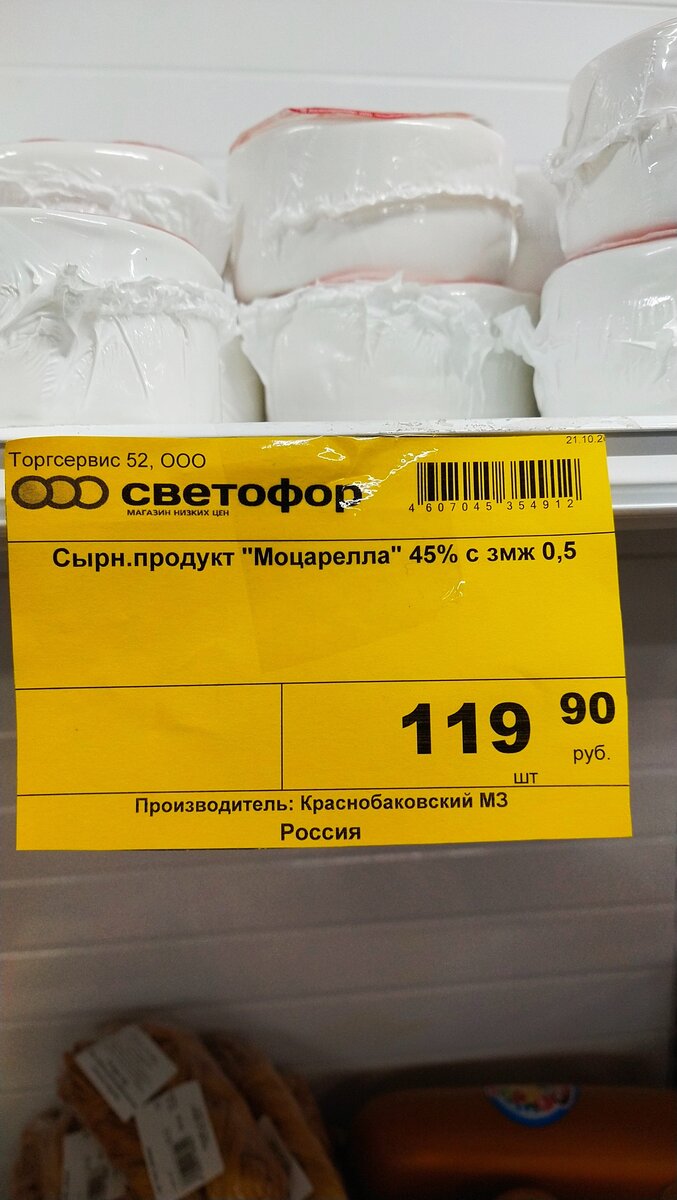 21.10.2
Торгсервис 52, ООО
светофор
МАГАЗИН НИЗКИХ ЦЕН
4 607045 354912
Сырн.продукт "Моцарелла" 45% с змж 0,5
119 90
руб.
шт
Производитель: Краснобаковский МЗ
Россия